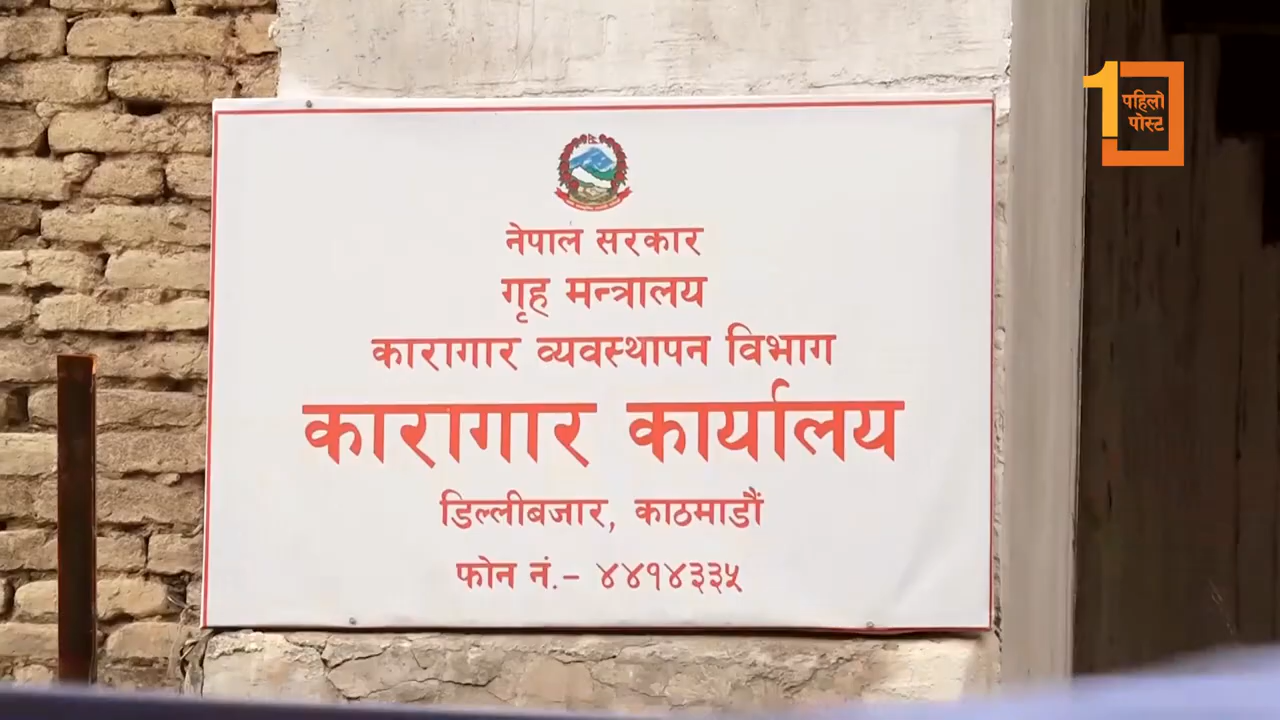 नेपाल सरकार
गृह मन्त्रालय
कारागार व्यवस्थापन विभाग
कारागार कार्यालय
डिल्लीबजार, काठमाडौं
फोन नं.- ४४१४३३५
पहिलो
पोस्ट